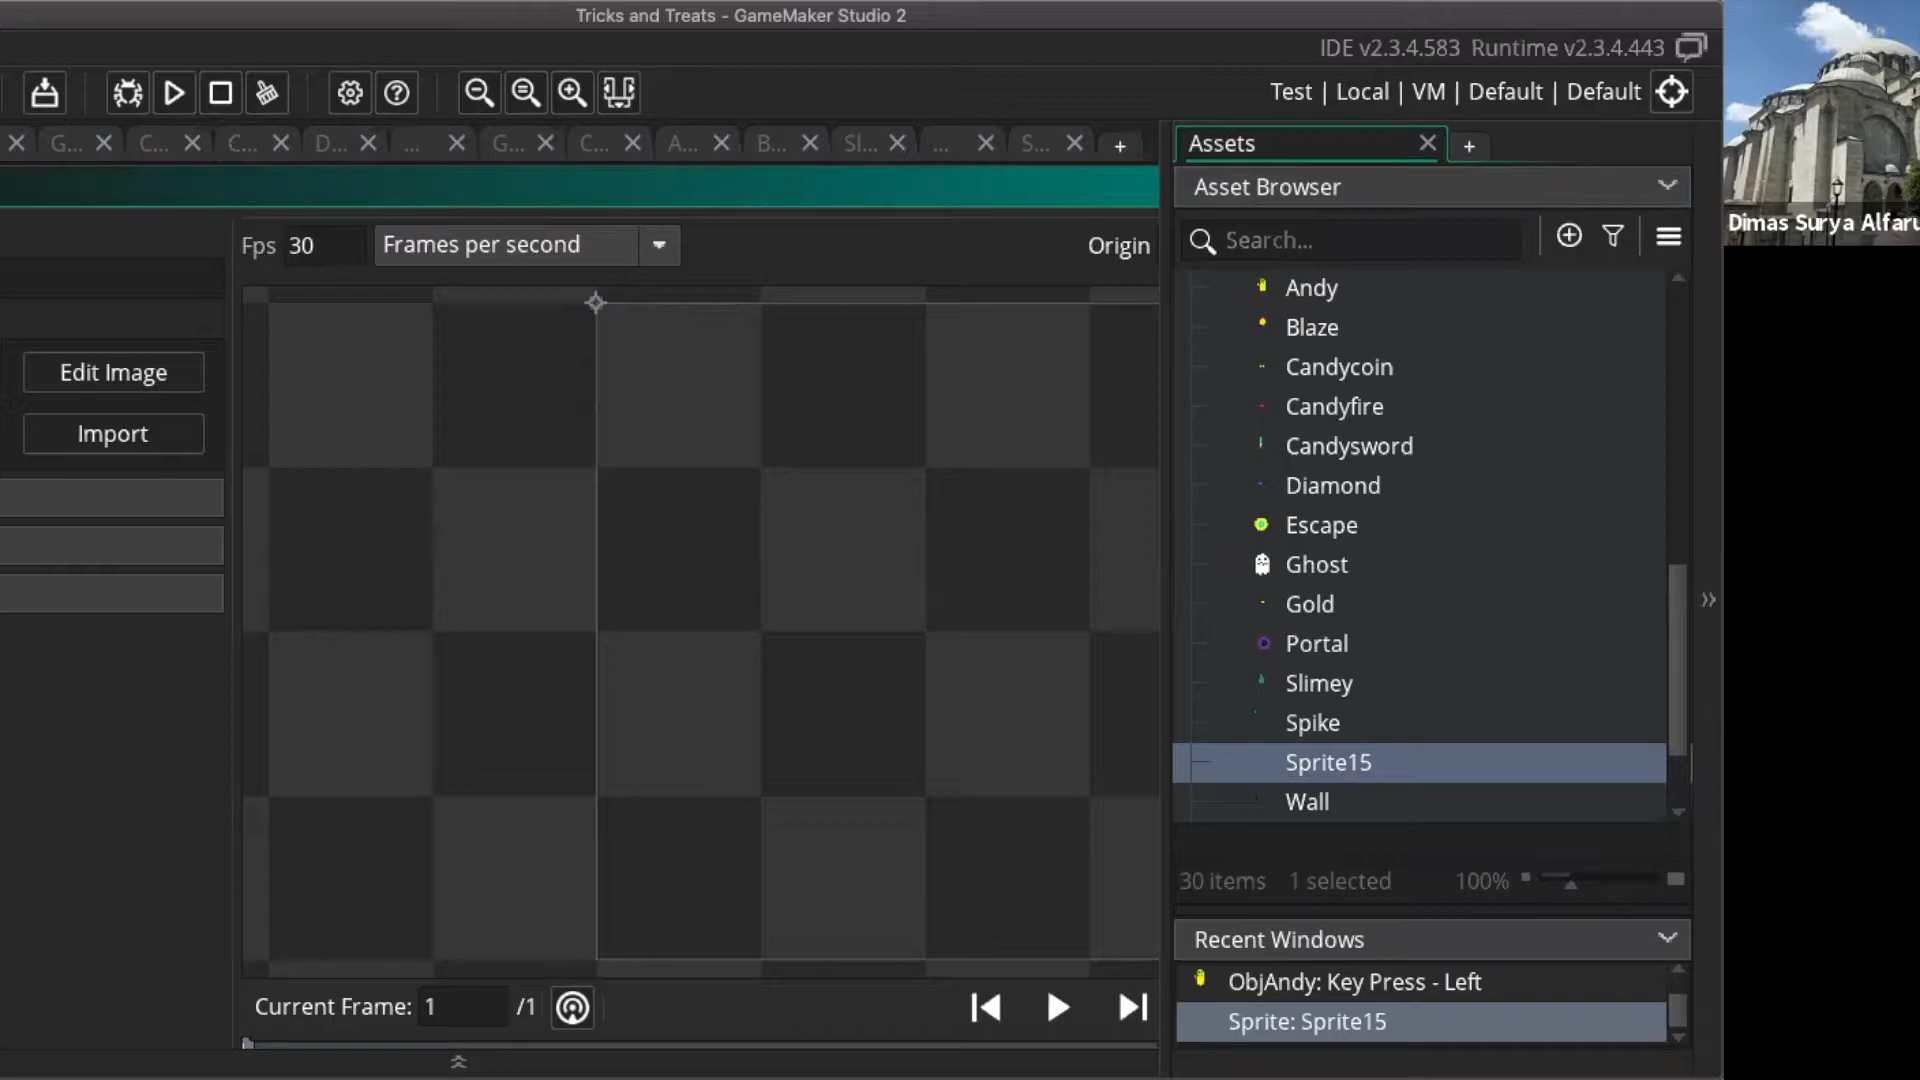 Tricks and Treats - GameMaker Studio 2
IDE v2.3.4.583 Runtime v2.3.4.443
Test | Local | VM | Default | Default
G... C... C... D... ... G... C... A... B... Sl... ... S... +
Assets
+
Asset Browser
Search...
Fps 30 Frames per second
Origin
Edit Image
Import
Andy
Blaze
Candycoin
Candyfire
Candysword
Diamond
Escape
Ghost
Gold
Portal
Slimey
Spike
Sprite15
Wall
30 items 1 selected 100%
Recent Windows
ObjAndy: Key Press - Left
Sprite: Sprite15
Current Frame: 1 /1
Dimas Surya Alfaru